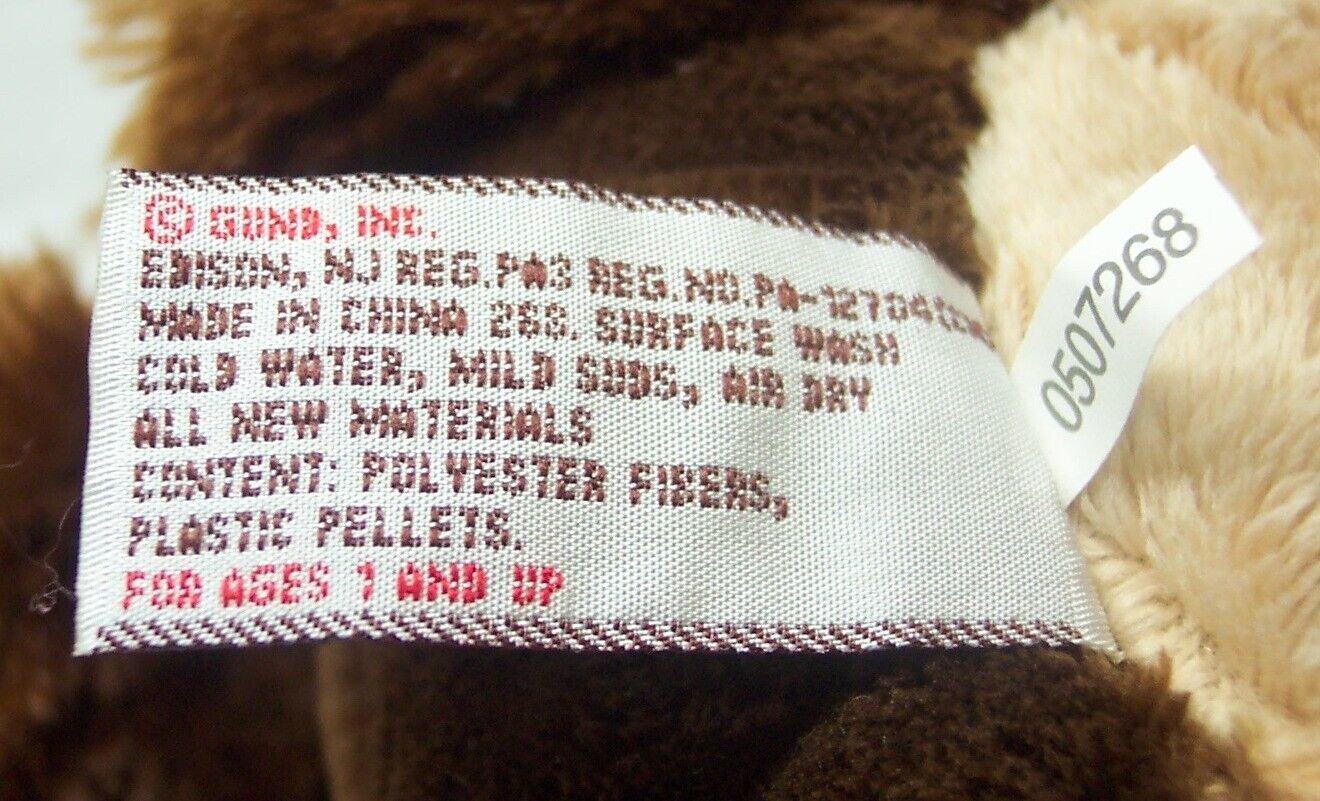 © GUND, INC.
EDISON, NJ REG.PA3 REG.NO.PA-12704
MADE IN CHINA 268. SURFACE WASH
COLD WATER, MILD SUDS, AIR DRY
ALL NEW MATERIALS
CONTENT: POLYESTER FIBERS,
PLASTIC PELLETS.
FOR AGES 1 AND UP
0507268